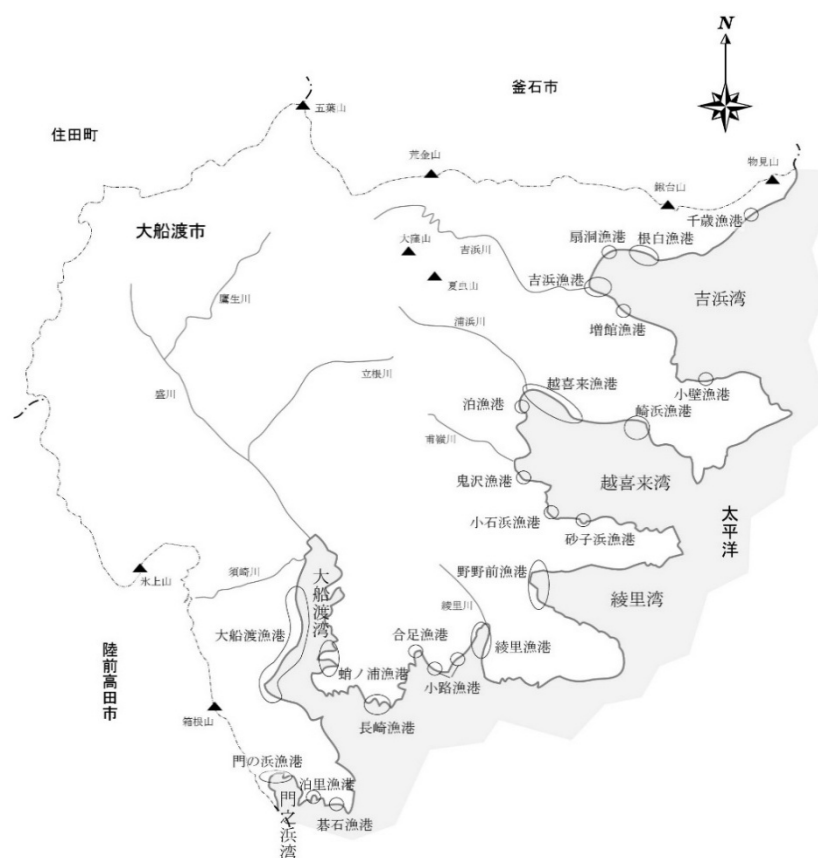 N
釜石市
五葉山
住田町
荒金山
物見山
鍬台山
千歳漁港
大船渡市
大窪山
吉浜川
扇洞漁港
根白漁港
夏虫山
吉浜漁港
吉浜湾
鷹生川
増館漁港
浦浜川
立根川
越喜来漁港
小壁漁港
盛川
泊漁港
崎浜漁港
甫嶺川
鬼沢漁港
越喜来湾
小石浜漁港
砂子浜漁港
太平洋
氷上山
須崎川
大船渡湾
野野前漁港
綾里湾
綾里川
大船渡漁港
合足漁港
綾里漁港
陸前高田市
蛸ノ浦漁港
小路漁港
箱根山
長崎漁港
門の浜漁港
泊里漁港
門之浜湾
碁石漁港